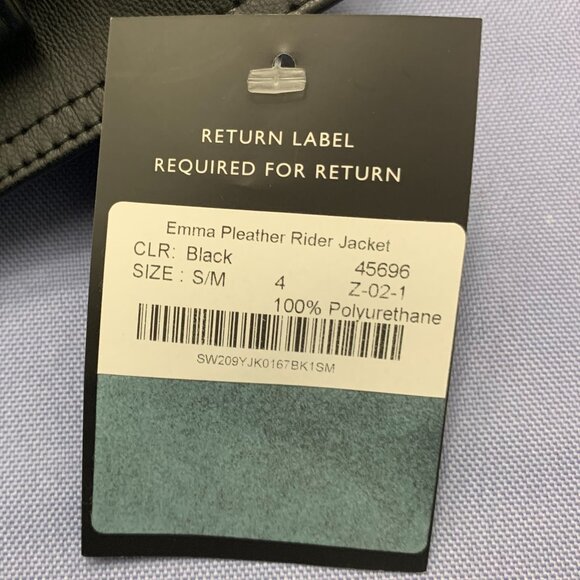 RETURN LABEL
REQUIRED FOR RETURN
Emma Pleather Rider Jacket
CLR: Black 45696
SIZE : S/M 4 Z-02-1
100% Polyurethane
SW209YJK0167BK1SM